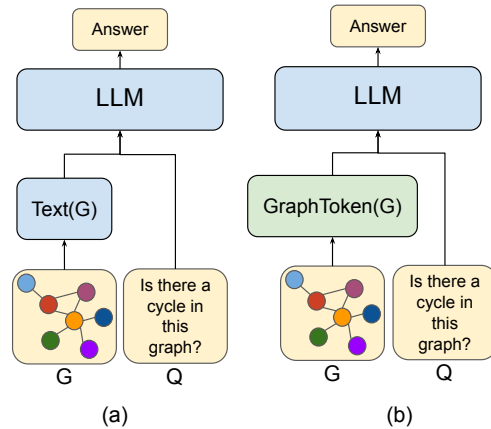 Answer
LLM
Text(G)
Is there a
cycle in
this
graph?
G
Q
(a)
Answer
LLM
GraphToken(G)
Is there a
cycle in
this
graph?
G
Q
(b)